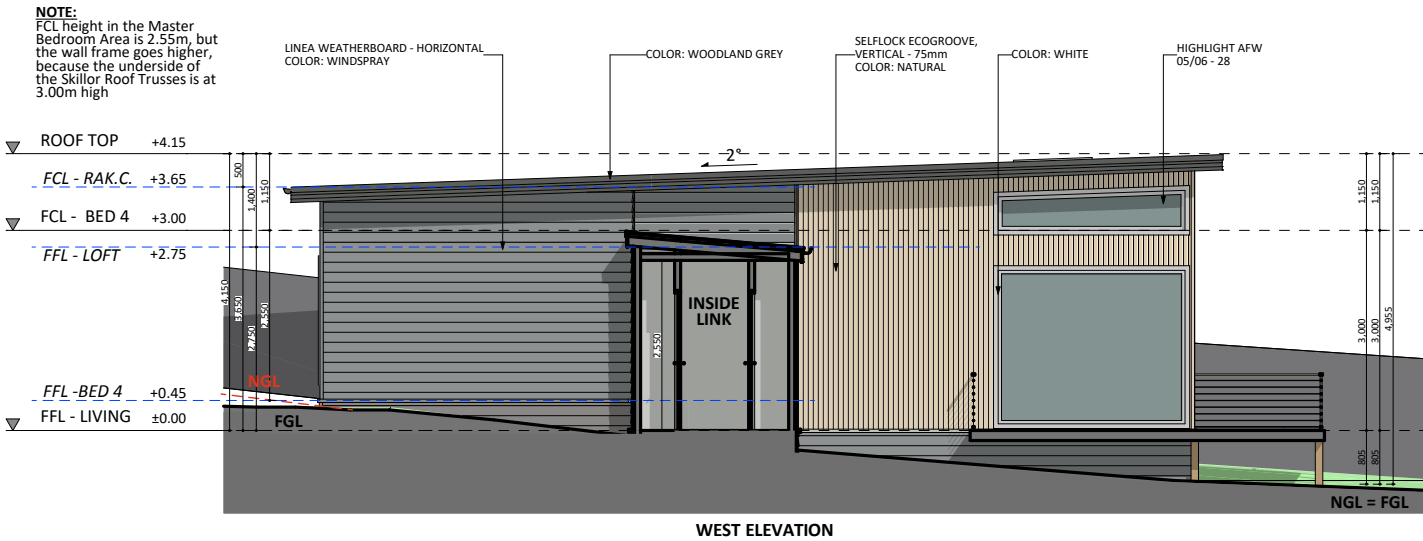 NOTE:
FCL height in the Master
Bedroom Area is 2.55m, but
the wall frame goes higher,
because the underside of
the Skillor Roof Trusses is at
3.00m high
LINEA WEATHERBOARD - HORIZONTAL
COLOR: WINDSPRAY
COLOR: WOODLAND GREY
SELFLOCK ECOGROOVE,
VERTICAL - 75mm
COLOR: NATURAL
COLOR: WHITE
HIGHLIGHT AFW
05/06 - 28
ROOF TOP +4.15
FCL - RAK.C. +3.65
FCL - BED 4 +3.00
FFL - LOFT +2.75
FFL -BED 4 +0.45
FFL - LIVING ±0.00
500
1,400
1,150
4,150
3,650
2,750
2,550
2°
INSIDE
LINK
2,550
NGL
FGL
1,150
1,150
3,000
3,000
4,955
805
805
NGL = FGL
WEST ELEVATION